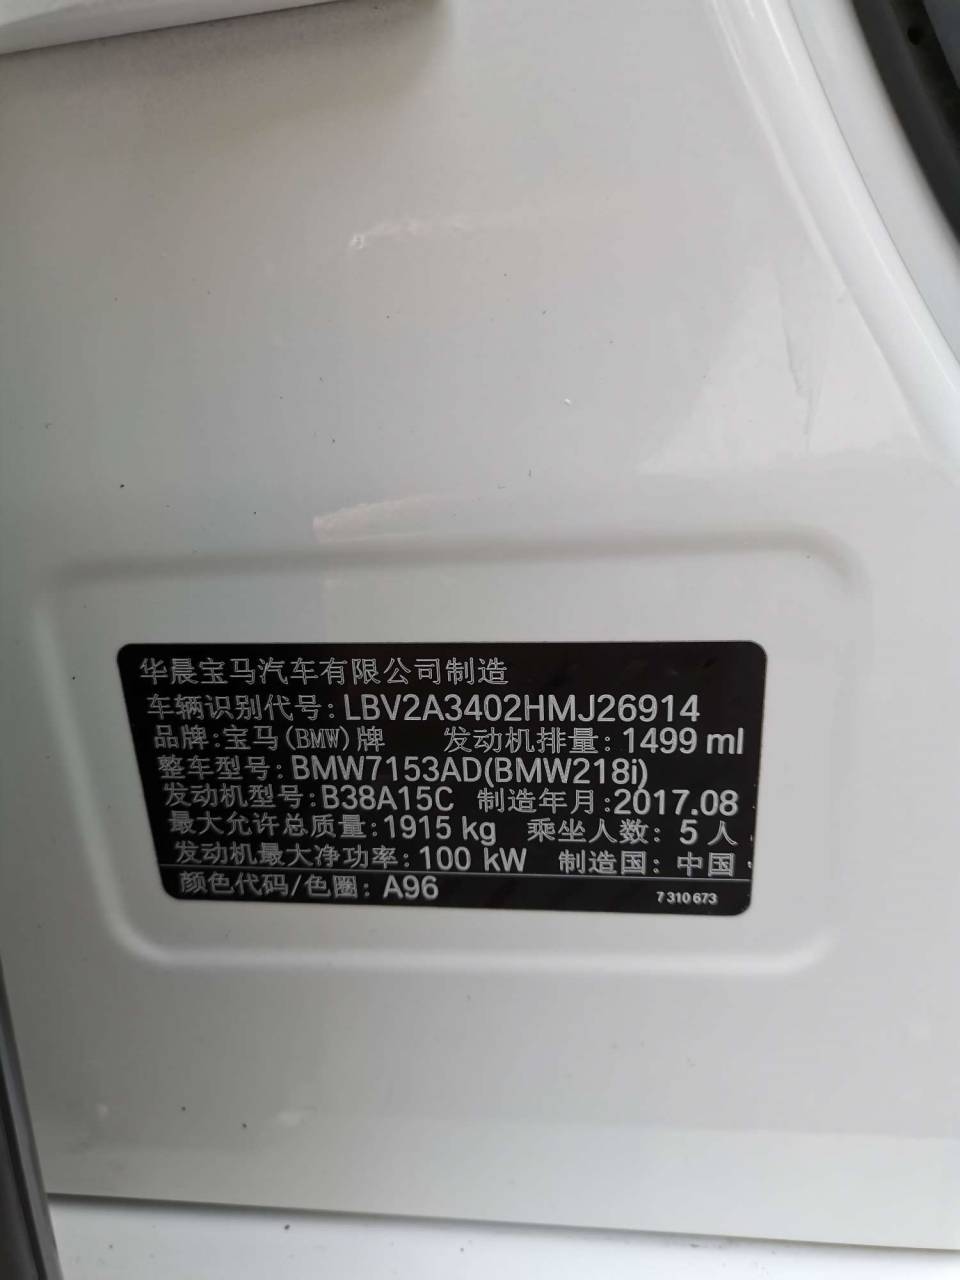 华晨宝马汽车有限公司制造
车辆识别代号:LBV2A3402HMJ26914
品牌:宝马(BMW)牌 发动机排量: 1499 ml
整车型号: BMW7153AD(BMW218i)
发动机型号:B38A15C 制造年月:2017.08
最大允许总质量:1915 kg 乘坐人数: 5 人
发动机最大净功率: 100 kW 制造国: 中国
颜色代码/色圈: A96 7 310 673